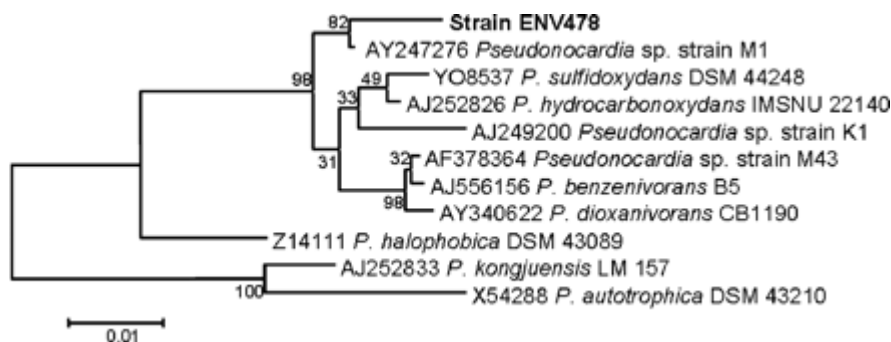 82
Strain ENV478
AY247276 Pseudonocardia sp. strain M1
98
49
YO8537 P. sulfidoxydans DSM 44248
33
AJ252826 P. hydrocarbonoxydans IMSNU 22140
AJ249200 Pseudonocardia sp. strain K1
31
32
AF378364 Pseudonocardia sp. strain M43
AJ556156 P. benzenivorans B5
98
AY340622 P. dioxanivorans CB1190
Z14111 P. halophobica DSM 43089
AJ252833 P. kongjuensis LM 157
100
X54288 P. autotrophica DSM 43210
0.01